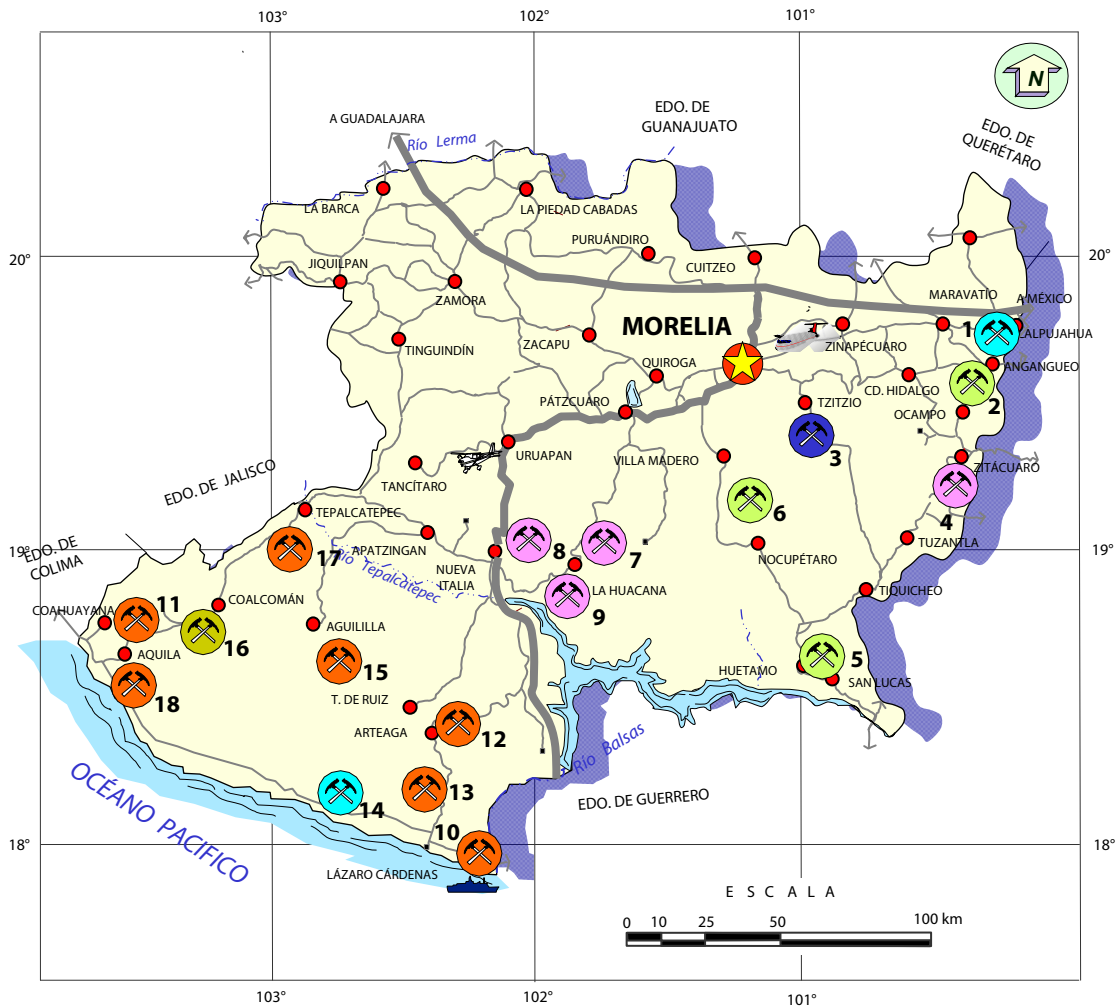 103°
102°
101°
N
A GUADALAJARA
Río Lerma
EDO. DE
GUANAJUATO
EDO. DE
QUERÉTARO
LA BARCA
LA PIEDAD CABADAS
PURUÁNDIRO
CUITZEO
20°
20°
JIQUILPAN
ZAMORA
MARAVATÍO
A MÉXICO
MORELIA
1
TLALPUJAHUA
TINGUINDÍN
ZACAPU
ZINAPÉCUARO
QUIROGA
ANGANGUEO
CD. HIDALGO
2
PÁTZCUARO
TZITZIO
OCAMPO
3
URUAPAN
VILLA MADERO
ZITÁCUARO
EDO. DE JALISCO
TANCÍTARO
4
6
TEPALCATEPEC
TUZANTLA
19°
19°
EDO. DE
COLIMA
17
APATZINGAN
Río Tepalcatepec
NUEVA
ITALIA
8
7
NOCUPÉTARO
LA HUACANA
9
TIQUICHEO
COAHUAYANA
11
COALCOMÁN
AGUILILLA
16
AQUILA
15
5
HUETAMO
SAN LUCAS
18
T. DE RUIZ
ARTEAGA
12
Río Balsas
OCÉANO PACIFICO
14
13
EDO. DE GUERRERO
10
18°
18°
LÁZARO CÁRDENAS
E S C A L A
0 10 25 50 100 km
103°
102°
101°